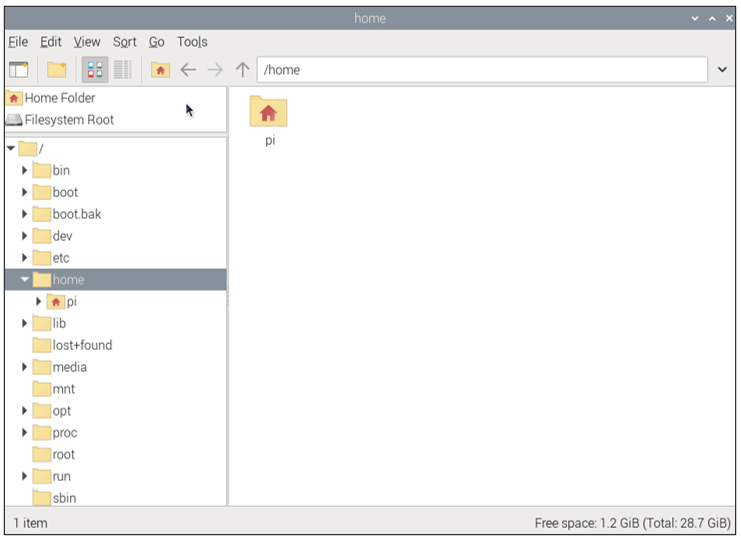 home
File Edit View Sort Go Tools
/home
Home Folder
Filesystem Root
/
bin
boot
boot.bak
dev
etc
home
pi
lib
lost+found
media
mnt
opt
proc
root
run
sbin
pi
1 item
Free space: 1.2 GiB (Total: 28.7 GiB)